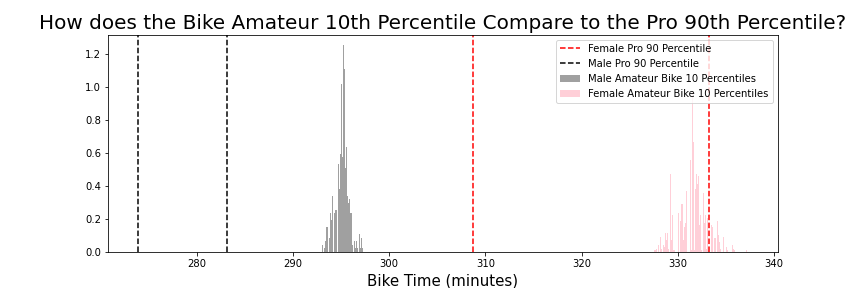 How does the Bike Amateur 10th Percentile Compare to the Pro 90th Percentile?
Female Pro 90 Percentile
Male Pro 90 Percentile
Male Amateur Bike 10 Percentiles
Female Amateur Bike 10 Percentiles
1.2
1.0
0.8
0.6
0.4
0.2
0.0
280 290 300 310 320 330 340
Bike Time (minutes)